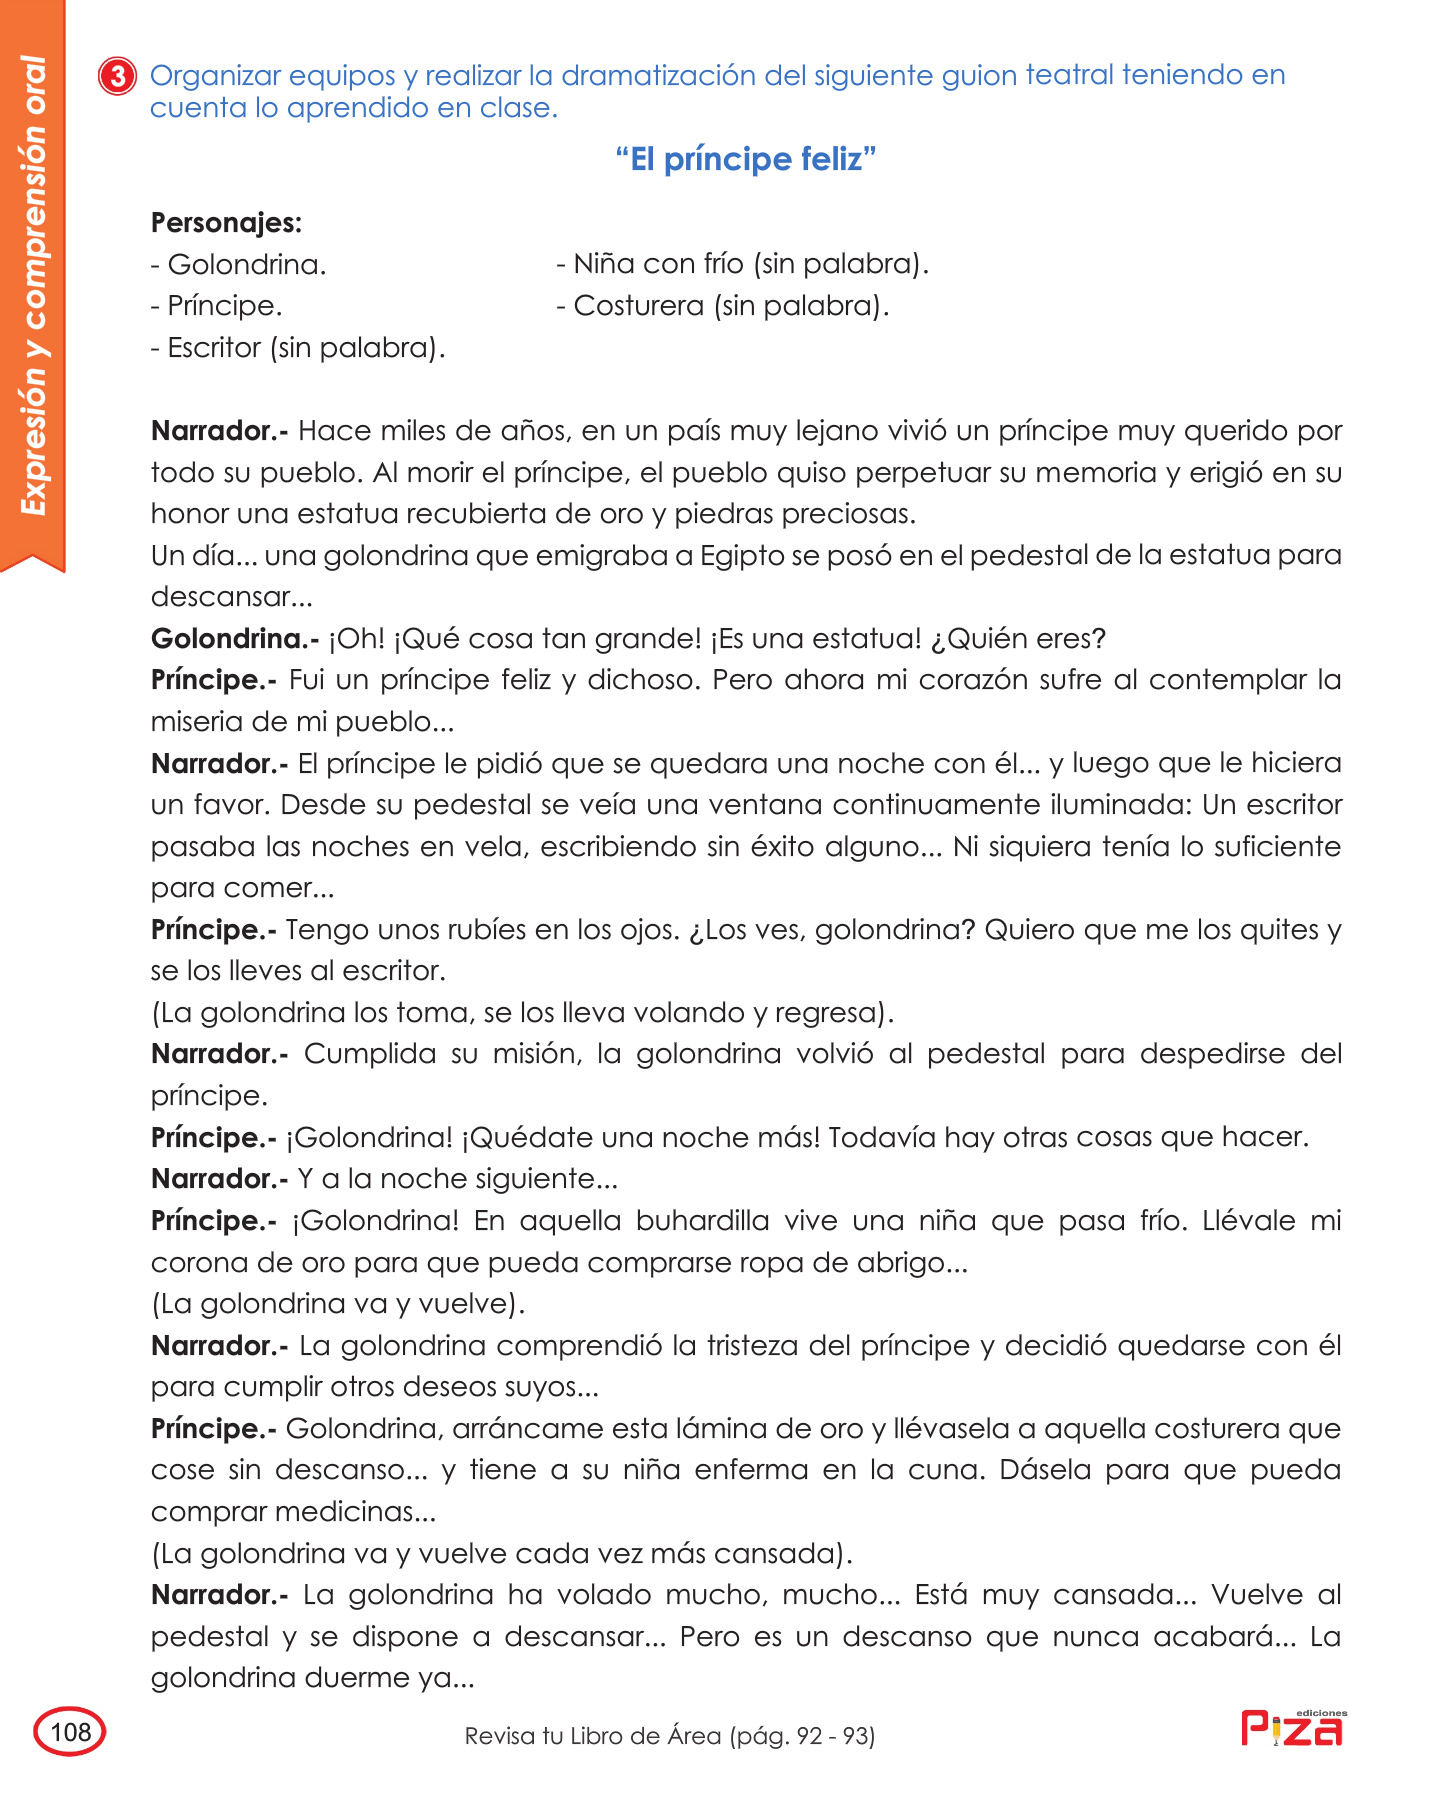 Expresión y comprensión oral
3 Organizar equipos y realizar la dramatización del siguiente guion teatral teniendo en
cuenta lo aprendido en clase.
“El príncipe feliz”
Personajes:
- Golondrina.
- Príncipe.
- Escritor (sin palabra).
- Niña con frío (sin palabra).
- Costurera (sin palabra).
Narrador.- Hace miles de años, en un país muy lejano vivió un príncipe muy querido por
todo su pueblo. Al morir el príncipe, el pueblo quiso perpetuar su memoria y erigió en su
honor una estatua recubierta de oro y piedras preciosas.
Un día... una golondrina que emigraba a Egipto se posó en el pedestal de la estatua para
descansar...
Golondrina.- ¡Oh! ¡Qué cosa tan grande! ¡Es una estatua! ¿Quién eres?
Príncipe.- Fui un príncipe feliz y dichoso. Pero ahora mi corazón sufre al contemplar la
miseria de mi pueblo...
Narrador.- El príncipe le pidió que se quedara una noche con él... y luego que le hiciera
un favor. Desde su pedestal se veía una ventana continuamente iluminada: Un escritor
pasaba las noches en vela, escribiendo sin éxito alguno... Ni siquiera tenía lo suficiente
para comer...
Príncipe.- Tengo unos rubíes en los ojos. ¿Los ves, golondrina? Quiero que me los quites y
se los lleves al escritor.
(La golondrina los toma, se los lleva volando y regresa).
Narrador.- Cumplida su misión, la golondrina volvió al pedestal para despedirse del
príncipe.
Príncipe.- ¡Golondrina! ¡Quédate una noche más! Todavía hay otras cosas que hacer.
Narrador.- Y a la noche siguiente...
Príncipe.- ¡Golondrina! En aquella buhardilla vive una niña que pasa frío. Llévale mi
corona de oro para que pueda comprarse ropa de abrigo...
(La golondrina va y vuelve).
Narrador.- La golondrina comprendió la tristeza del príncipe y decidió quedarse con él
para cumplir otros deseos suyos...
Príncipe.- Golondrina, arráncame esta lámina de oro y llévasela a aquella costurera que
cose sin descanso... y tiene a su niña enferma en la cuna. Dásela para que pueda
comprar medicinas...
(La golondrina va y vuelve cada vez más cansada).
Narrador.- La golondrina ha volado mucho, mucho... Está muy cansada... Vuelve al
pedestal y se dispone a descansar... Pero es un descanso que nunca acabará... La
golondrina duerme ya...
108
Revisa tu Libro de Área (pág. 92 - 93)
ediciones
Piza